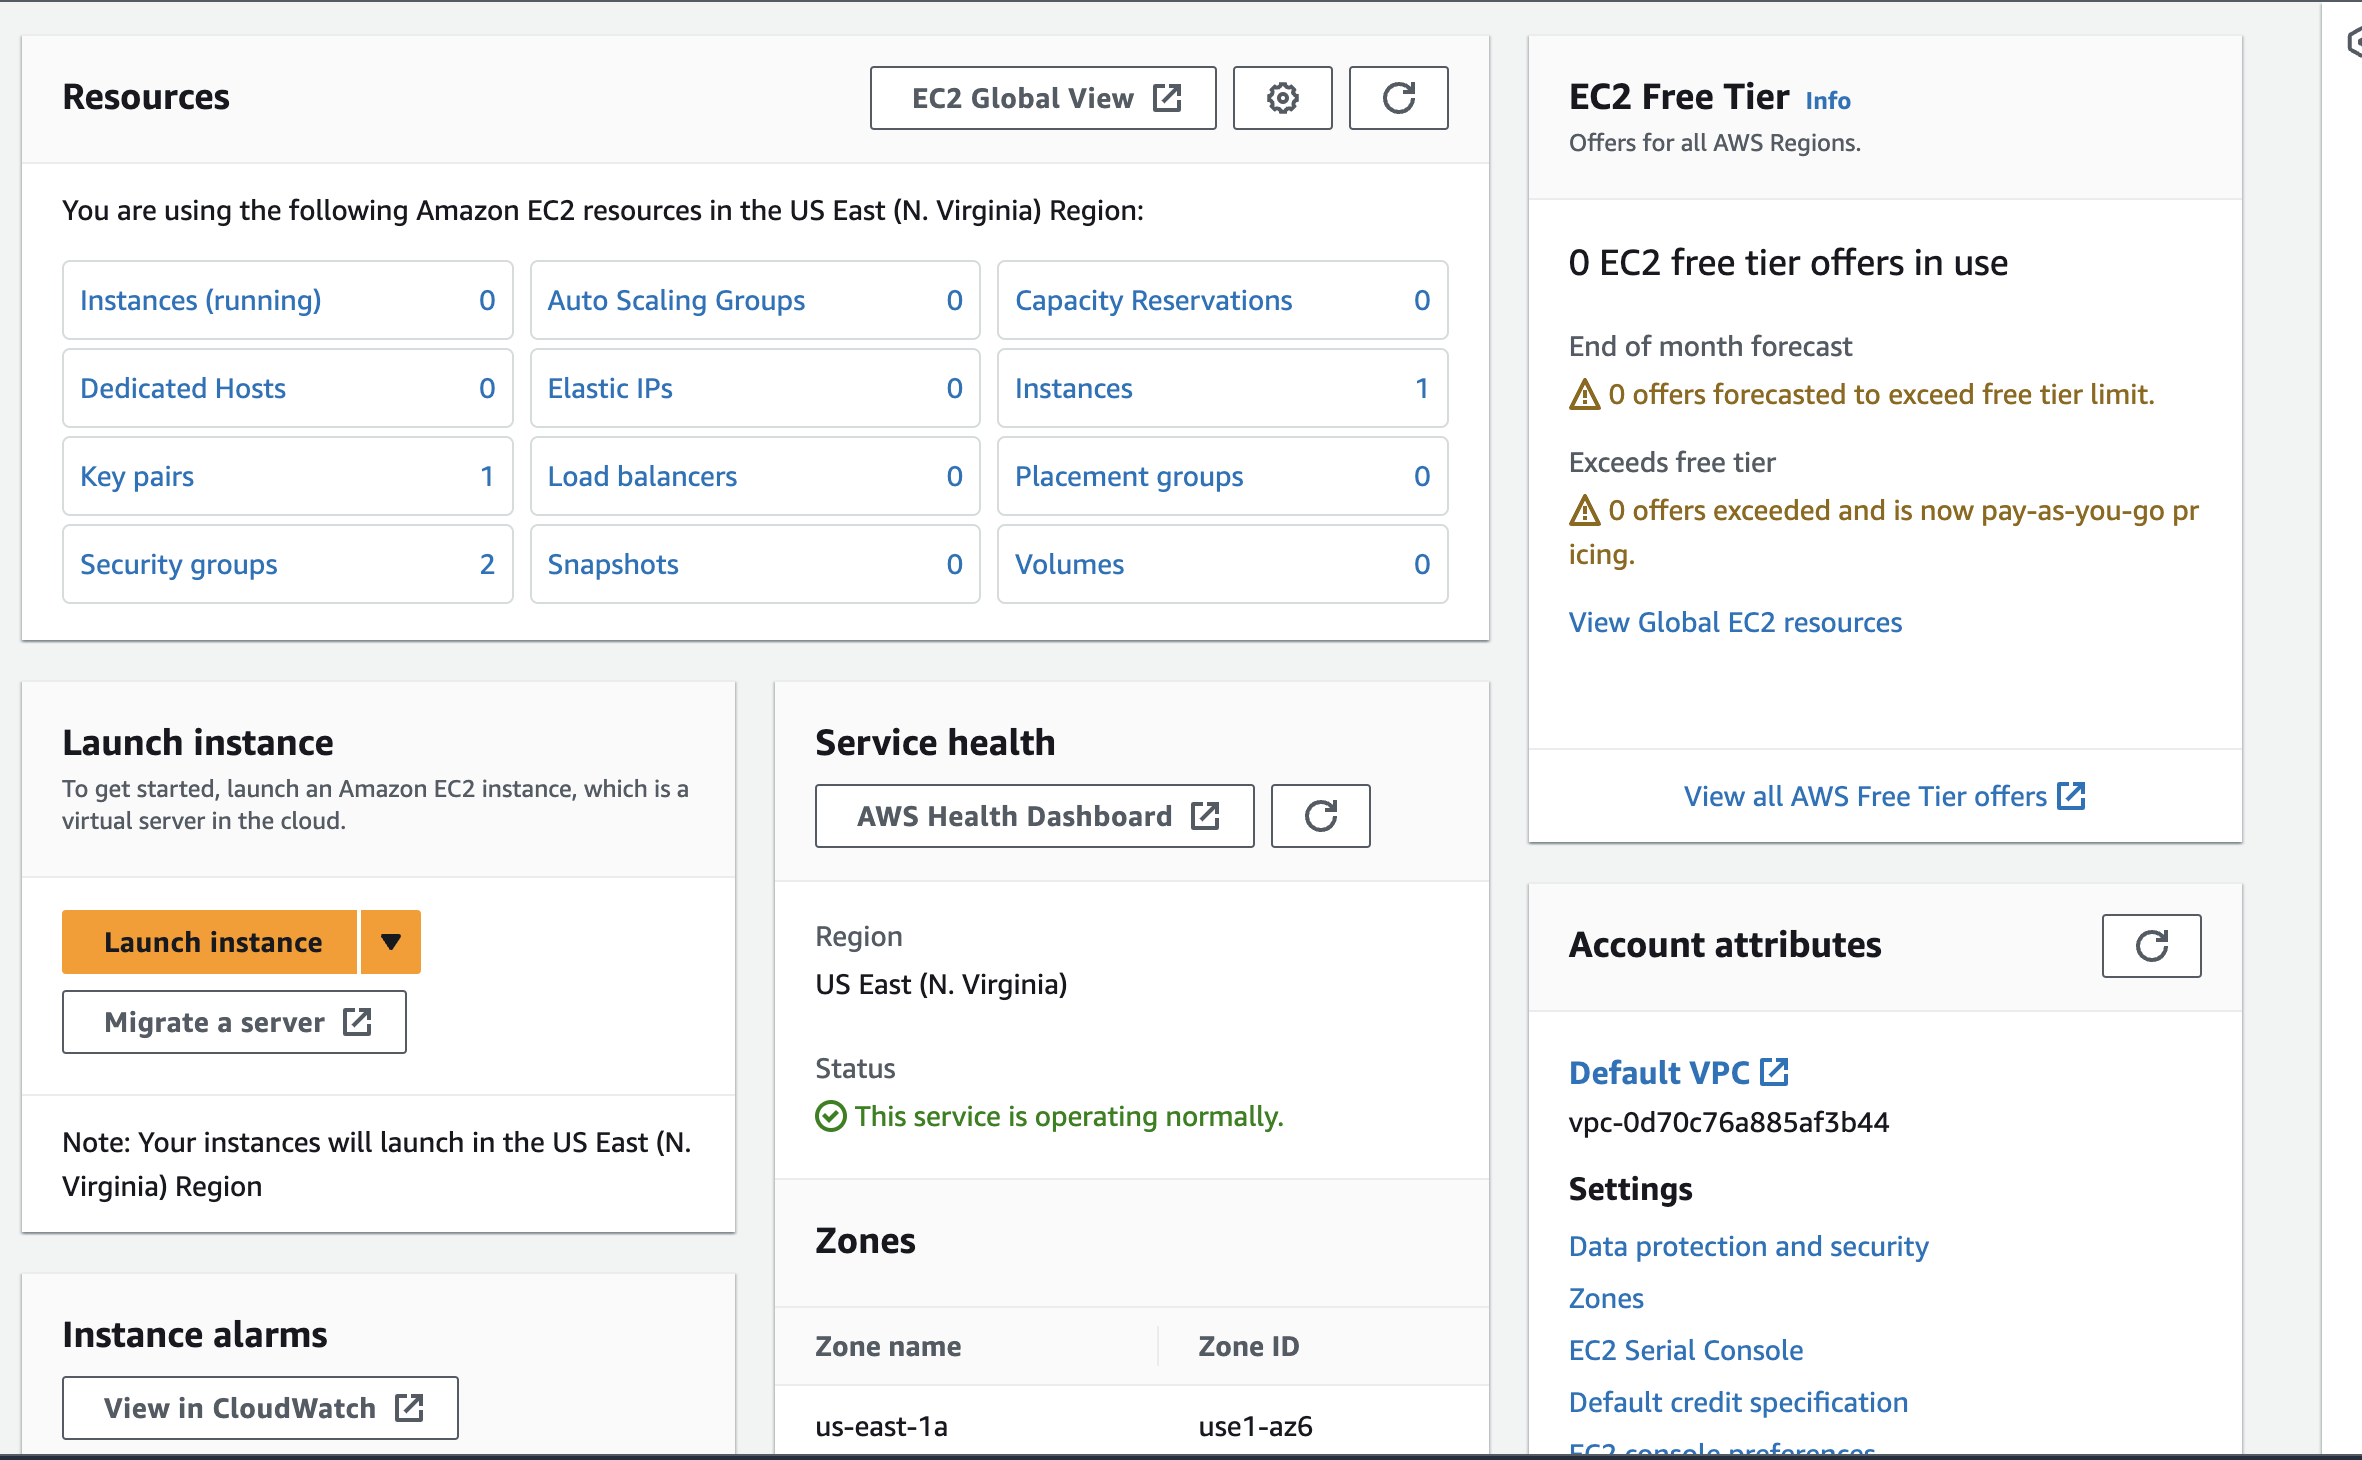 Resources
EC2 Global View
You are using the following Amazon EC2 resources in the US East (N. Virginia) Region:
Instances (running) 0
Auto Scaling Groups 0
Capacity Reservations 0
Dedicated Hosts 0
Elastic IPs 0
Instances 1
Key pairs 1
Load balancers 0
Placement groups 0
Security groups 2
Snapshots 0
Volumes 0
Launch instance
To get started, launch an Amazon EC2 instance, which is a
virtual server in the cloud.
Launch instance
Migrate a server
Note: Your instances will launch in the US East (N.
Virginia) Region
Instance alarms
View in CloudWatch
Service health
AWS Health Dashboard
Region
US East (N. Virginia)
Status
This service is operating normally.
Zones
Zone name Zone ID
us-east-1a use1-az6
EC2 Free Tier Info
Offers for all AWS Regions.
0 EC2 free tier offers in use
End of month forecast
0 offers forecasted to exceed free tier limit.
Exceeds free tier
0 offers exceeded and is now pay-as-you-go pr
icing.
View Global EC2 resources
View all AWS Free Tier offers
Account attributes
Default VPC
vpc-0d70c76a885af3b44
Settings
Data protection and security
Zones
EC2 Serial Console
Default credit specification
EC2 console preferences